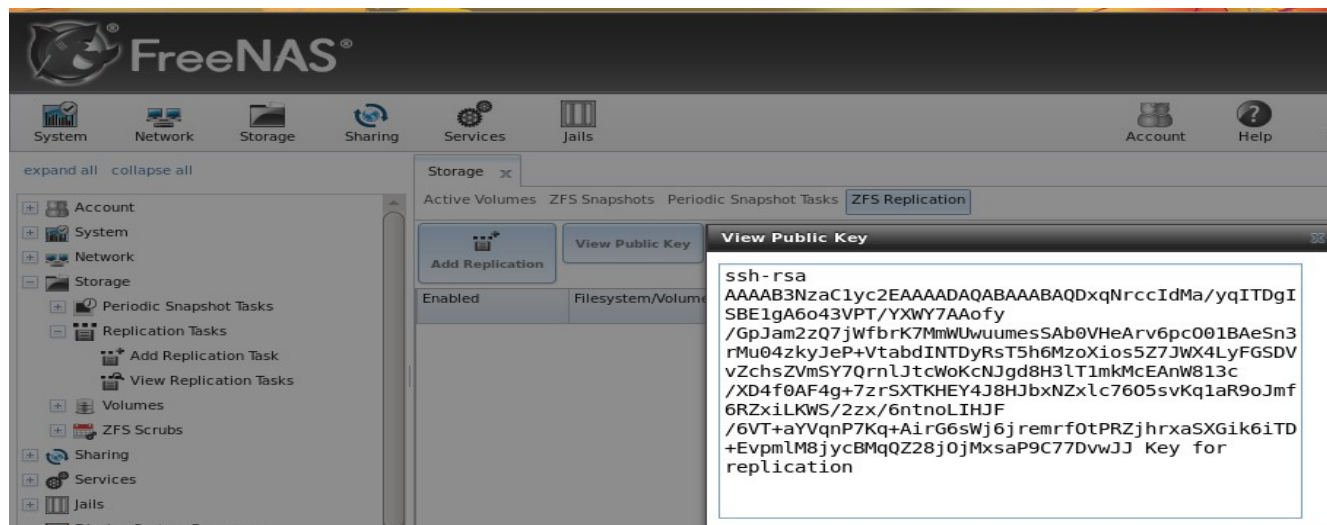 FreeNAS®
System Network Storage Sharing Services Jails Account Help
expand all collapse all
Account
System
Network
Storage
Periodic Snapshot Tasks
Replication Tasks
Add Replication Task
View Replication Tasks
Volumes
ZFS Scrubs
Sharing
Services
Jails
Storage
Active Volumes ZFS Snapshots Periodic Snapshot Tasks ZFS Replication
Add Replication View Public Key
Enabled Filesystem/Volume
View Public Key
ssh-rsa
AAAAB3NzaC1yc2EAAAADAQABAAABAQDxqNrccIdMa/yqITDgI
SBE1gA6o43VPT/YXWY7AAofy
/GpJam2zQ7jWfbrK7MmWUwuumesSAb0VHeArv6pcO01BAeSn3
rMu04zkyJeP+VtabdINTDyRsT5h6MzoXios5Z7JWX4LyFGSDV
vZchsZVmSY7QrnlJtcWoKcNJgd8H3lT1mkMcEAnW813c
/XD4f0AF4g+7zrSXTKHEY4J8HJbxNZxlc76O5svKq1aR9oJmf
6RZxiLKWS/2zx/6ntnoLIHJF
/6VT+aYVqnP7Kq+AirG6sWj6jremrfOtPRZjhrxaSXGik6iTD
+EvpmlM8jycBMqQZ28jOjMxsaP9C77DvwJJ Key for
replication